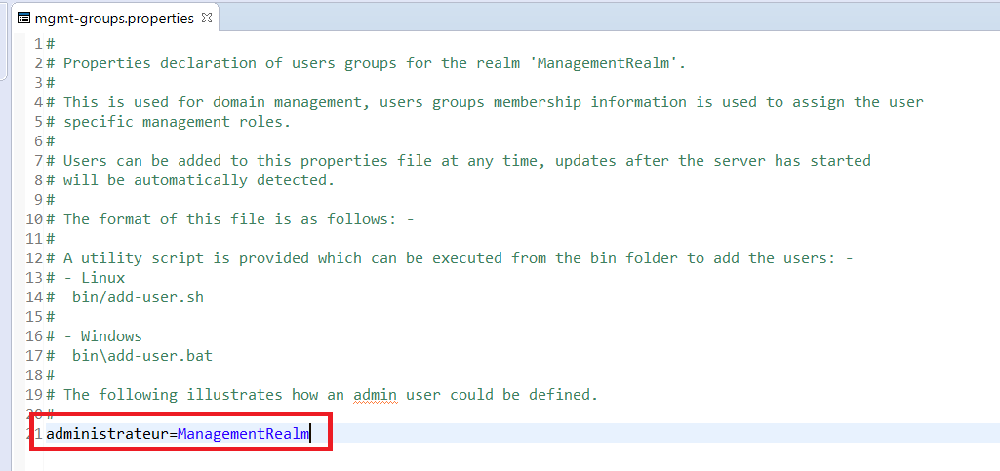 mgmt-groups.properties
1 #
2 # Properties declaration of users groups for the realm 'ManagementRealm'.
3 #
4 # This is used for domain management, users groups membership information is used to assign the user
5 # specific management roles.
6 #
7 # Users can be added to this properties file at any time, updates after the server has started
8 # will be automatically detected.
9 #
10 # The format of this file is as follows: -
11 #
12 # A utility script is provided which can be executed from the bin folder to add the users: -
13 # - Linux
14 #  bin/add-user.sh
15 #
16 # - Windows
17 #  bin\add-user.bat
18 #
19 # The following illustrates how an admin user could be defined.
20 #
21 administrateur=ManagementRealm